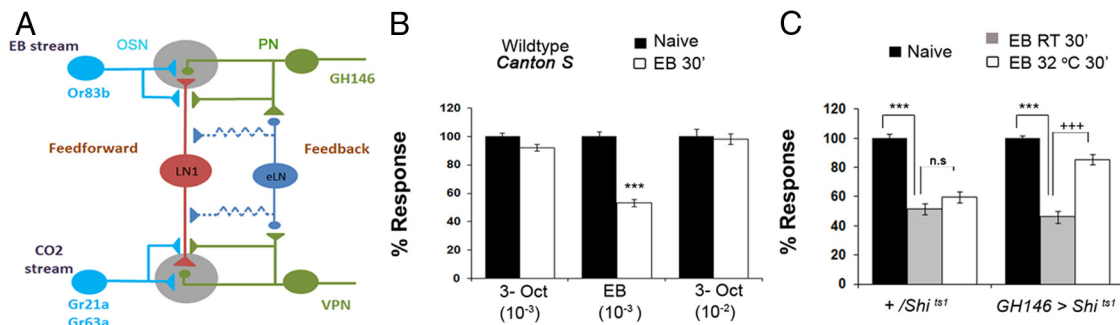 A
EB stream
OSN
PN
Or83b
GH146
Feedforward
Feedback
LN1
eLN
CO2
stream
Gr21a
Gr63a
VPN
B
Wildtype
Canton S
Naive
EB 30'
% Response
120
100
80
60
40
20
0
***
3- Oct
(10-3)
EB
(10-3)
3- Oct
(10-2)
C
Naive
EB RT 30'
EB 32 °C 30'
% Response
120
100
80
60
40
20
0
***
n.s
***
+++
+ /Shi ts1
GH146 > Shi ts1